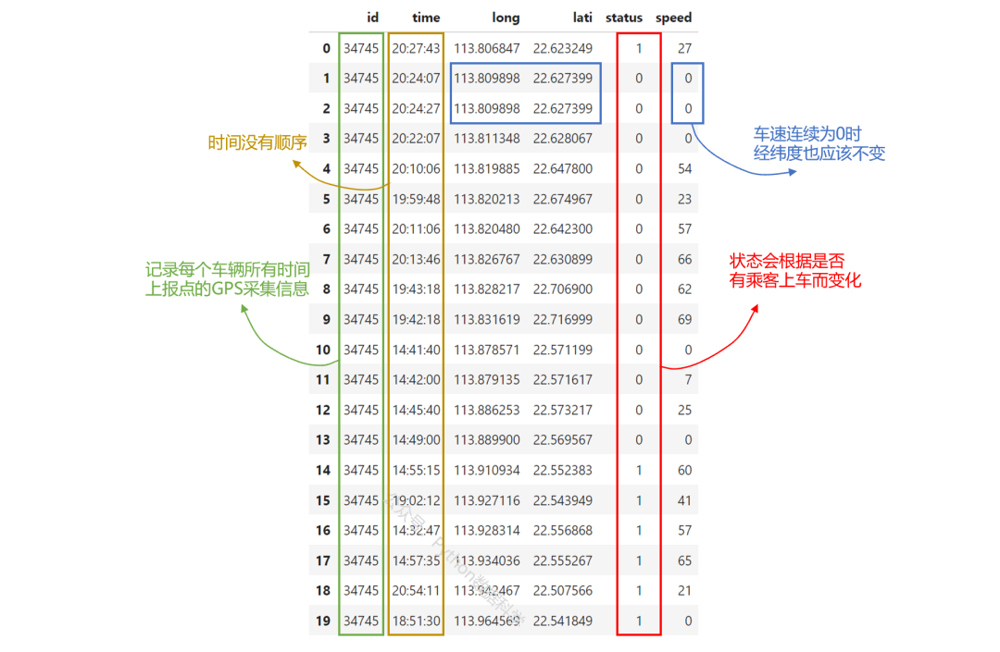 id time long lati status speed
0 34745 20:27:43 113.806847 22.623249 1 27
1 34745 20:24:07 113.809898 22.627399 0 0
2 34745 20:24:27 113.809898 22.627399 0 0
3 34745 20:22:07 113.811348 22.628067 0 0
4 34745 20:10:06 113.819885 22.647800 0 54
5 34745 19:59:48 113.820213 22.674967 0 23
6 34745 20:11:06 113.820480 22.642300 0 57
7 34745 20:13:46 113.826767 22.630899 0 66
8 34745 19:43:18 113.828217 22.706900 0 62
9 34745 19:42:18 113.831619 22.716999 0 69
10 34745 14:41:40 113.878571 22.571199 0 0
11 34745 14:42:00 113.879135 22.571617 0 7
12 34745 14:45:40 113.886253 22.573217 0 25
13 34745 14:49:00 113.889900 22.569567 0 0
14 34745 14:55:15 113.910934 22.552383 1 60
15 34745 19:02:12 113.927116 22.543949 1 41
16 34745 14:32:47 113.928314 22.556868 1 57
17 34745 14:57:35 113.934036 22.555267 1 65
18 34745 20:54:11 113.942467 22.507566 1 21
19 34745 18:51:30 113.964569 22.541849 1 0
时间没有顺序
记录每个车辆所有时间
上报点的GPS采集信息
车速连续为0时
经纬度也应该不变
状态会根据是否
有乘客上车而变化
公众号：Python数据科学